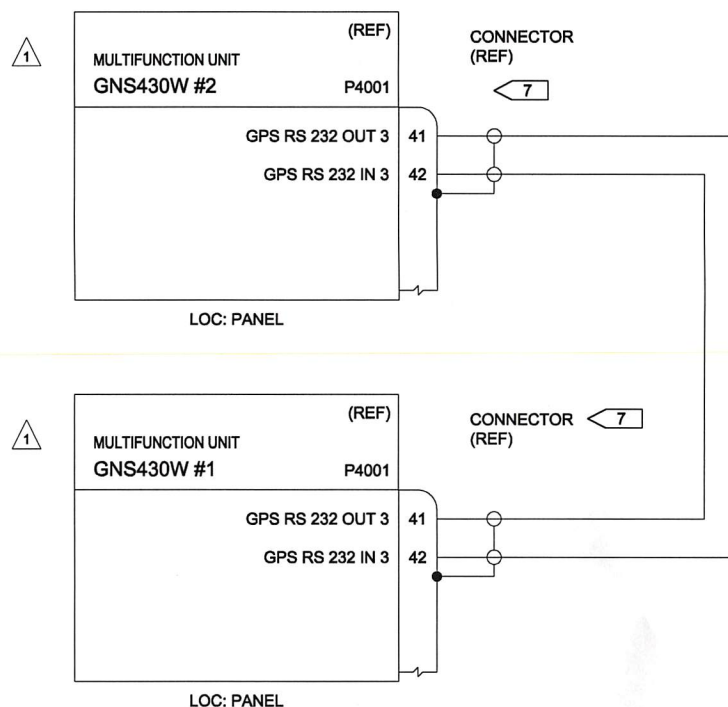 (REF)
CONNECTOR
(REF)
1
MULTIFUNCTION UNIT
GNS430W #2
P4001
7
GPS RS 232 OUT 3
41
GPS RS 232 IN 3
42
LOC: PANEL
(REF)
CONNECTOR
7
(REF)
1
MULTIFUNCTION UNIT
GNS430W #1
P4001
GPS RS 232 OUT 3
41
GPS RS 232 IN 3
42
LOC: PANEL